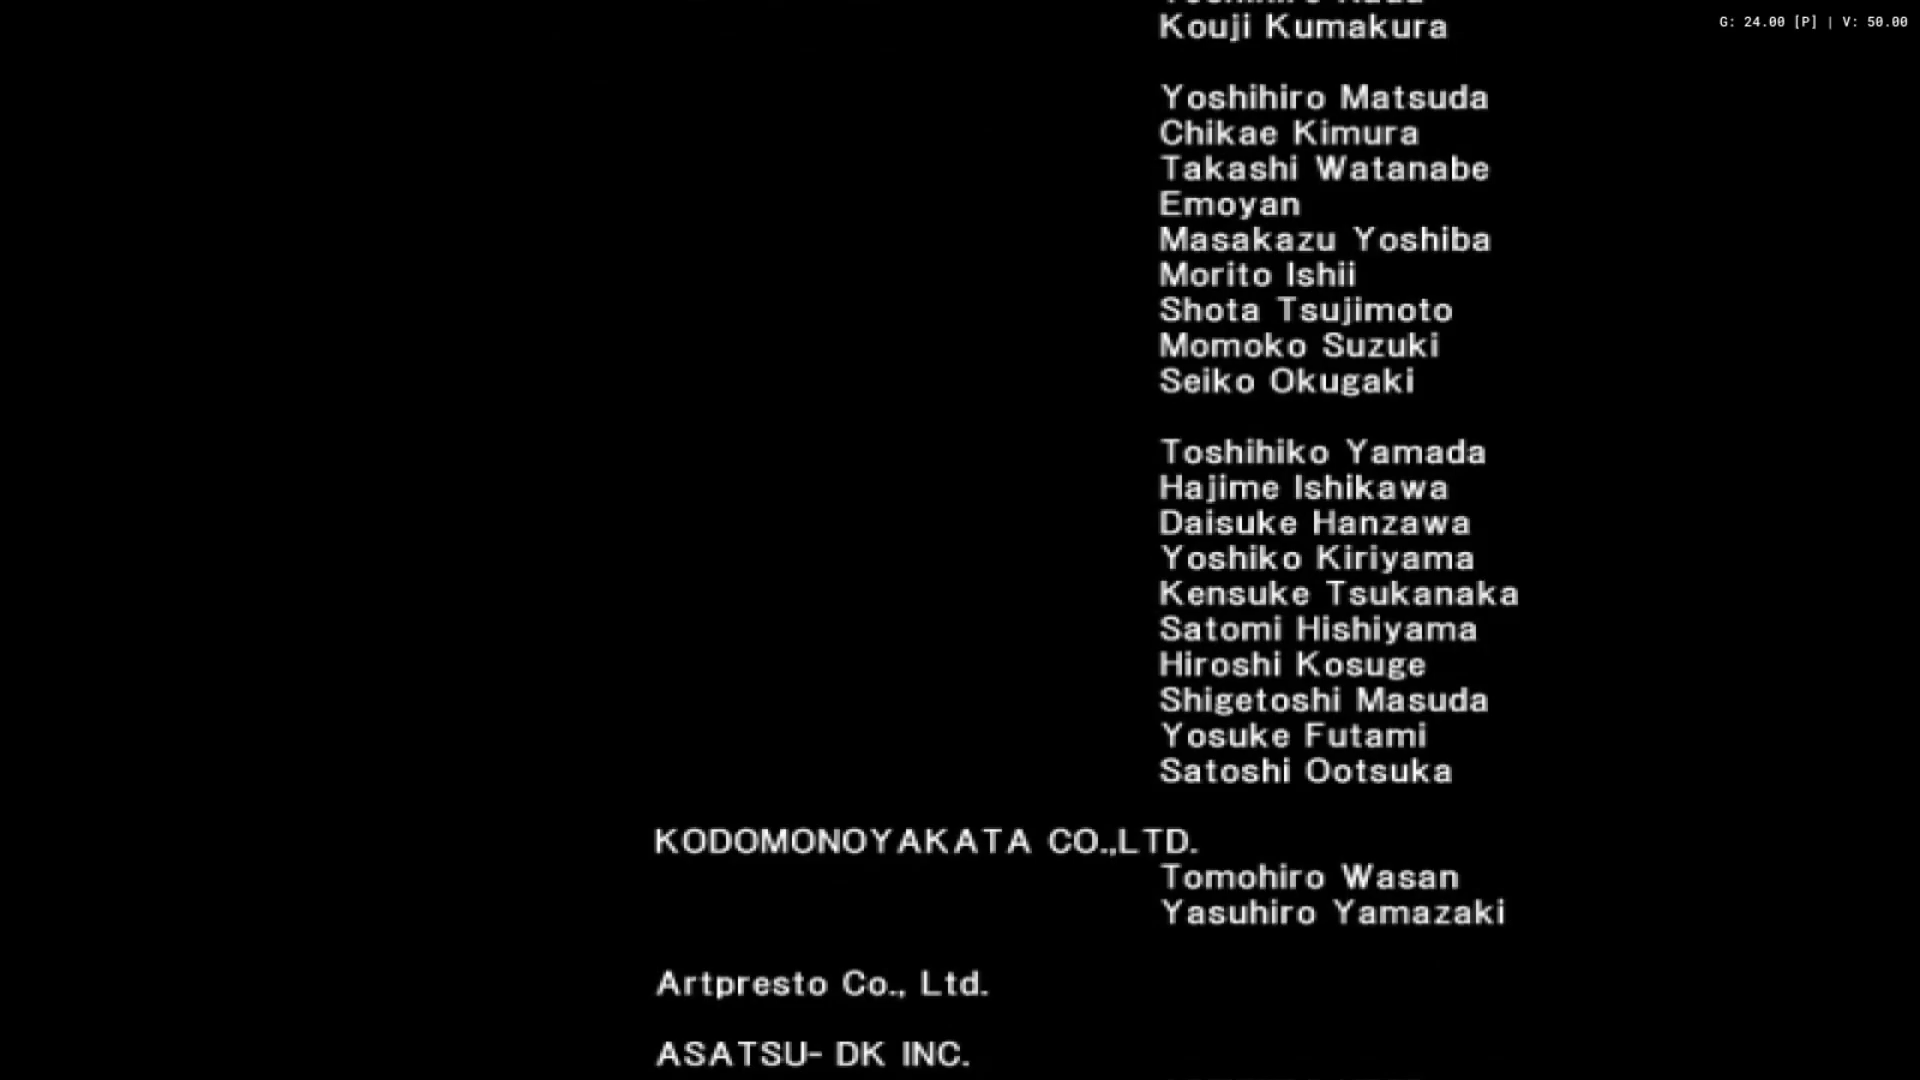 G: 24.00 [P] | V: 50.00
Kouji Kumakura
Yoshihiro Matsuda
Chikae Kimura
Takashi Watanabe
Emoyan
Masakazu Yoshiba
Morito Ishii
Shota Tsujimoto
Momoko Suzuki
Seiko Okugaki
Toshihiko Yamada
Hajime Ishikawa
Daisuke Hanzawa
Yoshiko Kiriyama
Kensuke Tsukanaka
Satomi Hishiyama
Hiroshi Kosuge
Shigetoshi Masuda
Yosuke Futami
Satoshi Ootsuka
KODOMONOYAKATA CO.,LTD.
Tomohiro Wasan
Yasuhiro Yamazaki
Artpresto Co., Ltd.
ASATSU- DK INC.